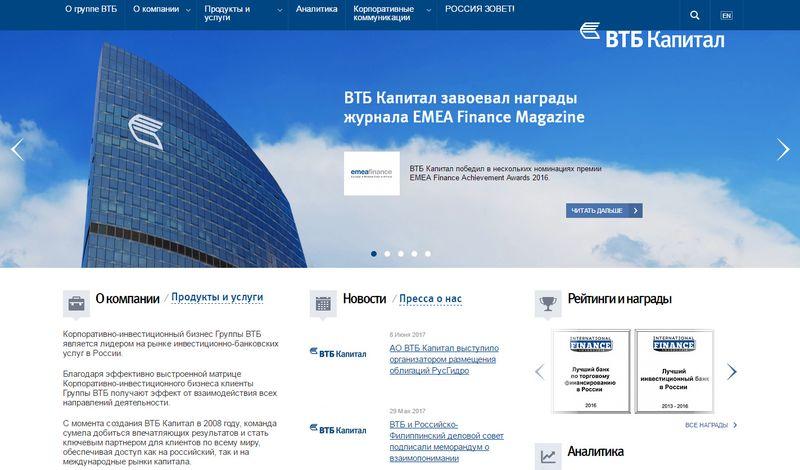 О группе ВТБ
О компании
Продукты и
услуги
Аналитика
Корпоративные
коммуникации
РОССИЯ ЗОВЕТ!
EN
ВТБ Капитал
ВТБ Капитал завоевал награды
журнала EMEA Finance Magazine
emeafinance
ВТБ Капитал победил в нескольких номинациях премии
EMEA Finance Achievement Awards 2016.
ЧИТАТЬ ДАЛЬШЕ
О компании / Продукты и услуги
Корпоративно-инвестиционный бизнес Группы ВТБ
является лидером на рынке инвестиционно-банковских
услуг в России.
Благодаря эффективно выстроенной матрице
Корпоративно-инвестиционного бизнеса клиенты
Группы ВТБ получают эффект от взаимодействия всех
направлений деятельности.
С момента создания ВТБ Капитал в 2008 году, команда
сумела добиться впечатляющих результатов и стать
ключевым партнером для клиентов по всему миру,
обеспечивая доступ как на российский, так и на
международные рынки капитала.
Новости / Пресса о нас
6 Июня 2017
ВТБ Капитал
АО ВТБ Капитал выступило
организатором размещения
облигаций РусГидро
29 Мая 2017
ВТБ Капитал
ВТБ и Российско-
Филиппинский деловой совет
подписали меморандум о
взаимопонимании
Рейтинги и награды
INTERNATIONAL
FINANCE
Лучший банк
по торговому
финансированию
в России
2016
INTERNATIONAL
FINANCE
Лучший
инвестиционный банк
в России
2013 - 2016
ВСЕ НАГРАДЫ
Аналитика